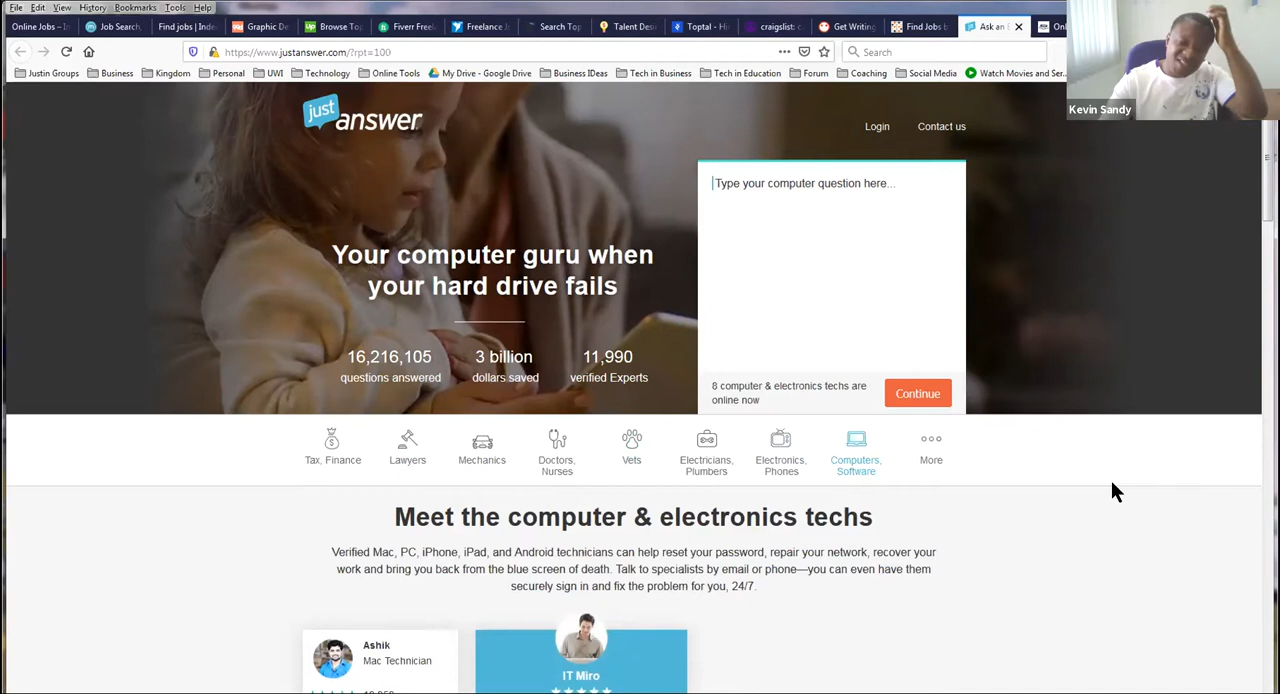 File Edit View History Bookmarks Tools Help
Online Jobs – In
Job Search,
Find jobs | Inde
Graphic De
Browse Top
Fiverr Freel
Freelance J
Search Top
Talent Desi
Toptal - Hi
craigslist: c
Get Writing
Find Jobs b
Ask an E
Onl
https://www.justanswer.com/?rpt=100
Search
Justin Groups Business Kingdom Personal UWI Technology Online Tools My Drive - Google Drive Business IDeas Tech in Business Tech in Education Forum Coaching Social Media Watch Movies and Ser...
Kevin Sandy
just
answer
Login Contact us
Type your computer question here...
Your computer guru when
your hard drive fails
16,216,105 3 billion 11,990
questions answered dollars saved verified Experts
8 computer & electronics techs are
online now
Continue
Tax, Finance
Lawyers
Mechanics
Doctors,
Nurses
Vets
Electricians,
Plumbers
Electronics,
Phones
Computers,
Software
More
Meet the computer & electronics techs
Verified Mac, PC, iPhone, iPad, and Android technicians can help reset your password, repair your network, recover your
work and bring you back from the blue screen of death. Talk to specialists by email or phone—you can even have them
securely sign in and fix the problem for you, 24/7.
Ashik
Mac Technician
IT Miro